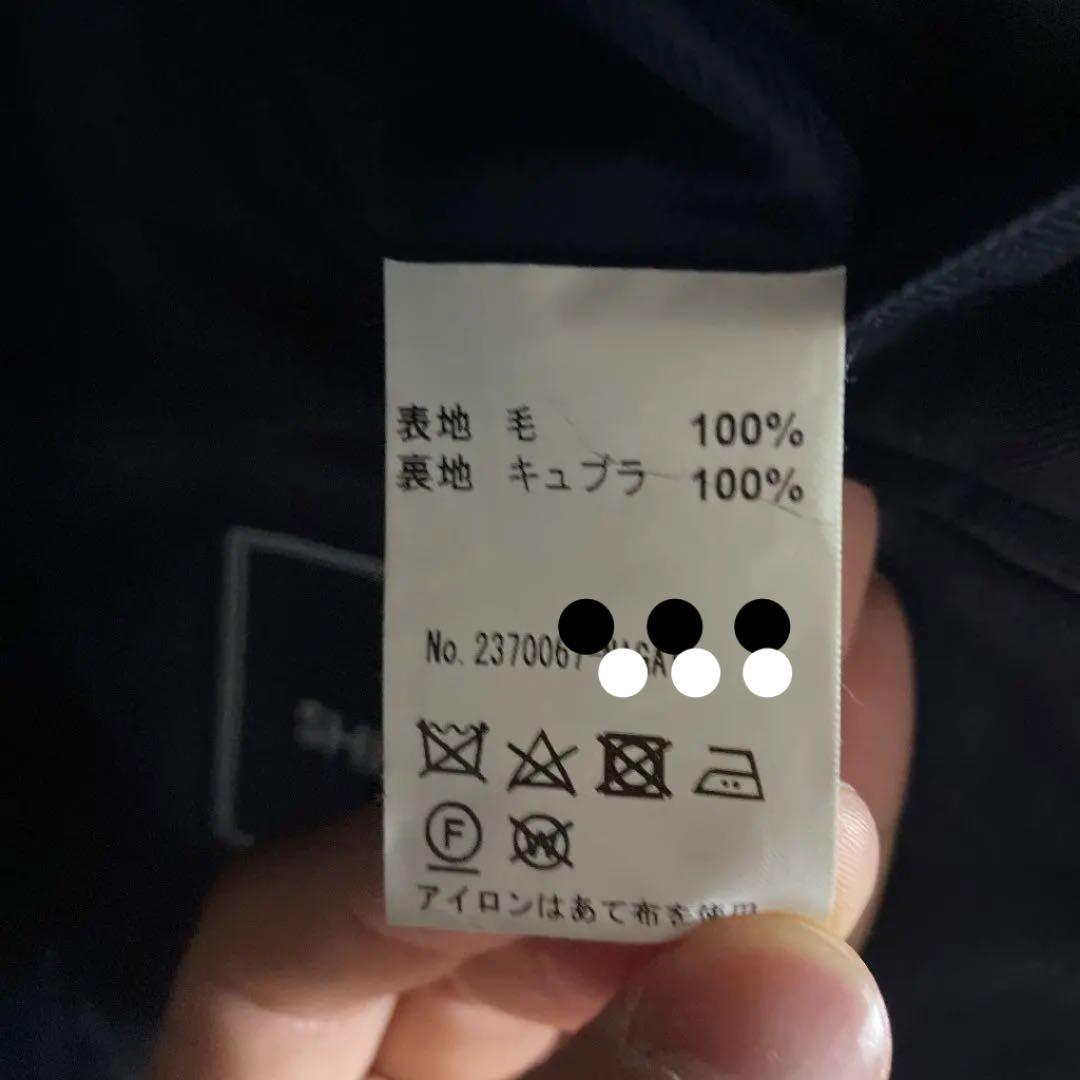 表地 毛 100%
裏地 キュプラ 100%
No. 2370067
F
W
アイロンはあて布を使用